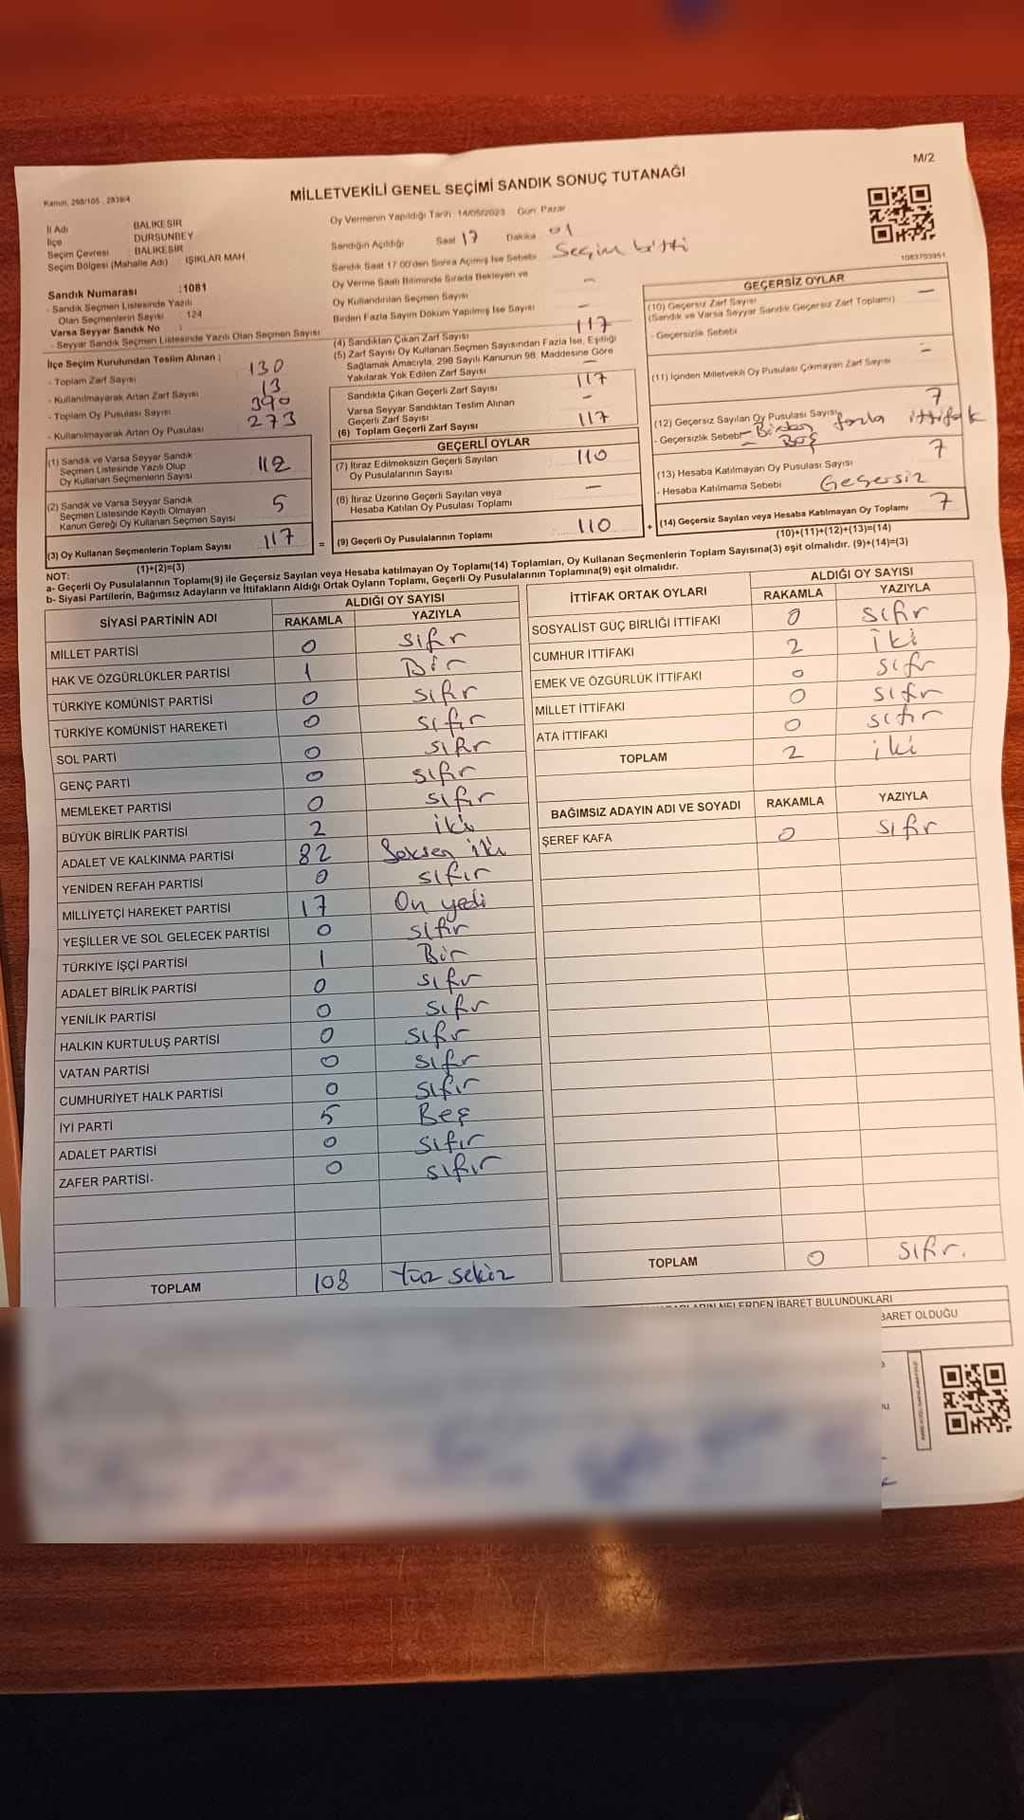 M/2
MİLLETVEKİLİ GENEL SEÇİMİ SANDIK SONUÇ TUTANAĞI
İl Adı BALIKESİR
İlçe DURSUNBEY
Seçim Çevresi BALIKESİR
Seçim Bölgesi (Mahalle Adı) IŞIKLAR MAH
Sandık Numarası :1081
- Sandık Seçmen Listesinde Yazılı
Olan Seçmenlerin Sayısı 124
Varsa Seyyar Sandık No :
- Seyyar Sandık Seçmen Listesinde Yazılı Olan Seçmen Sayısı
Oy Vermenin Yapıldığı Tarih 14/05/2023 Gün Pazar
Sandığın Açıldığı Saat 17 Dakika 01
Sandık Saat 17.00'den Sonra Açılmış İse Sebebi Seçim bitti
Oy Verme Saati Bitiminde Sırada Bekleyen ve
Oy Kullandırılan Seçmen Sayısı -
Birden Fazla Sayım Döküm Yapılmış İse Sayısı -
1083703951
İlçe Seçim Kurulundan Teslim Alınan ;
- Toplam Zarf Sayısı 130
- Kullanılmayarak Artan Zarf Sayısı 13
- Toplam Oy Pusulası Sayısı 390
- Kullanılmayarak Artan Oy Pusulası 273
(1) Sandık ve Varsa Seyyar Sandık
Seçmen Listesinde Yazılı Olup
Oy Kullanan Seçmenlerin Sayısı 112
(2) Sandık ve Varsa Seyyar Sandık
Seçmen Listesinde Kayıtlı Olmayan
Kanun Gereği Oy Kullanan Seçmen Sayısı 5
(3) Oy Kullanan Seçmenlerin Toplam Sayısı 117
(1)+(2)=(3)
(4) Sandıktan Çıkan Zarf Sayısı 117
(5) Zarf Sayısı Oy Kullanan Seçmen Sayısından Fazla İse, Eşitliği
Sağlamak Amacıyla, 298 Sayılı Kanunun 98. Maddesine Göre
Yakılarak Yok Edilen Zarf Sayısı -
Sandıkta Çıkan Geçerli Zarf Sayısı 117
Varsa Seyyar Sandıktan Teslim Alınan
Geçerli Zarf Sayısı -
(6) Toplam Geçerli Zarf Sayısı 117
GEÇERLİ OYLAR
(7) İtiraz Edilmeksizin Geçerli Sayılan
Oy Pusulalarının Sayısı 110
(8) İtiraz Üzerine Geçerli Sayılan veya
Hesaba Katılan Oy Pusulası Toplamı -
= (9) Geçerli Oy Pusulalarının Toplamı 110
GEÇERSİZ OYLAR
(10) Geçersiz Zarf Sayısı -
(Sandık ve Varsa Seyyar Sandık Geçersiz Zarf Toplamı)
- Geçersizlik Sebebi
(11) İçinden Milletvekili Oy Pusulası Çıkmayan Zarf Sayısı -
(12) Geçersiz Sayılan Oy Pusulası Sayısı 7
- Geçersizlik Sebebi - Birden fazla ittifak
- Boş
(13) Hesaba Katılmayan Oy Pusulası Sayısı 7
- Hesaba Katılmama Sebebi Geçersiz
+ (14) Geçersiz Sayılan veya Hesaba Katılmayan Oy Toplamı 7
(10)+(11)+(12)+(13)=(14)
NOT:
a- Geçerli Oy Pusulalarının Toplamı(9) ile Geçersiz Sayılan veya Hesaba katılmayan Oy Toplamı(14) Toplamları, Oy Kullanan Seçmenlerin Toplam Sayısına(3) eşit olmalıdır. (9)+(14)=(3)
b- Siyasi Partilerin, Bağımsız Adayların ve İttifakların Aldığı Ortak Oyların Toplamı, Geçerli Oy Pusulalarının Toplamına(9) eşit olmalıdır.
SİYASİ PARTİNİN ADI ALDIĞI OY SAYISI
RAKAMLA YAZIYLA
MİLLET PARTİSİ 0 sıfır
HAK VE ÖZGÜRLÜKLER PARTİSİ 1 Bir
TÜRKİYE KOMÜNİST PARTİSİ 0 sıfır
TÜRKİYE KOMÜNİST HAREKETİ 0 sıfır
SOL PARTİ 0 sıfır
GENÇ PARTİ 0 sıfır
MEMLEKET PARTİSİ 0 sıfır
BÜYÜK BİRLİK PARTİSİ 2 iki
ADALET VE KALKINMA PARTİSİ 82 Seksen iki
YENİDEN REFAH PARTİSİ 0 sıfır
MİLLİYETÇİ HAREKET PARTİSİ 17 On yedi
YEŞİLLER VE SOL GELECEK PARTİSİ 0 sıfır
TÜRKİYE İŞÇİ PARTİSİ 1 Bir
ADALET BİRLİK PARTİSİ 0 sıfır
YENİLİK PARTİSİ 0 sıfır
HALKIN KURTULUŞ PARTİSİ 0 sıfır
VATAN PARTİSİ 0 sıfır
CUMHURİYET HALK PARTİSİ 0 sıfır
İYİ PARTİ 5 Beş
ADALET PARTİSİ 0 sıfır
ZAFER PARTİSİ 0 sıfır
TOPLAM 108 Yüz sekiz
İTTİFAK ORTAK OYLARI ALDIĞI OY SAYISI
RAKAMLA YAZIYLA
SOSYALİST GÜÇ BİRLİĞİ İTTİFAKI 0 sıfır
CUMHUR İTTİFAKI 2 iki
EMEK VE ÖZGÜRLÜK İTTİFAKI 0 sıfır
MİLLET İTTİFAKI 0 sıfır
ATA İTTİFAKI 0 sıfır
TOPLAM 2 iki
BAĞIMSIZ ADAYIN ADI VE SOYADI RAKAMLA YAZIYLA
ŞEREF KAFA 0 sıfır
TOPLAM 0 sıfır.
NELERDEN İBARET BULUNDUKLARI
BARET OLDUĞU